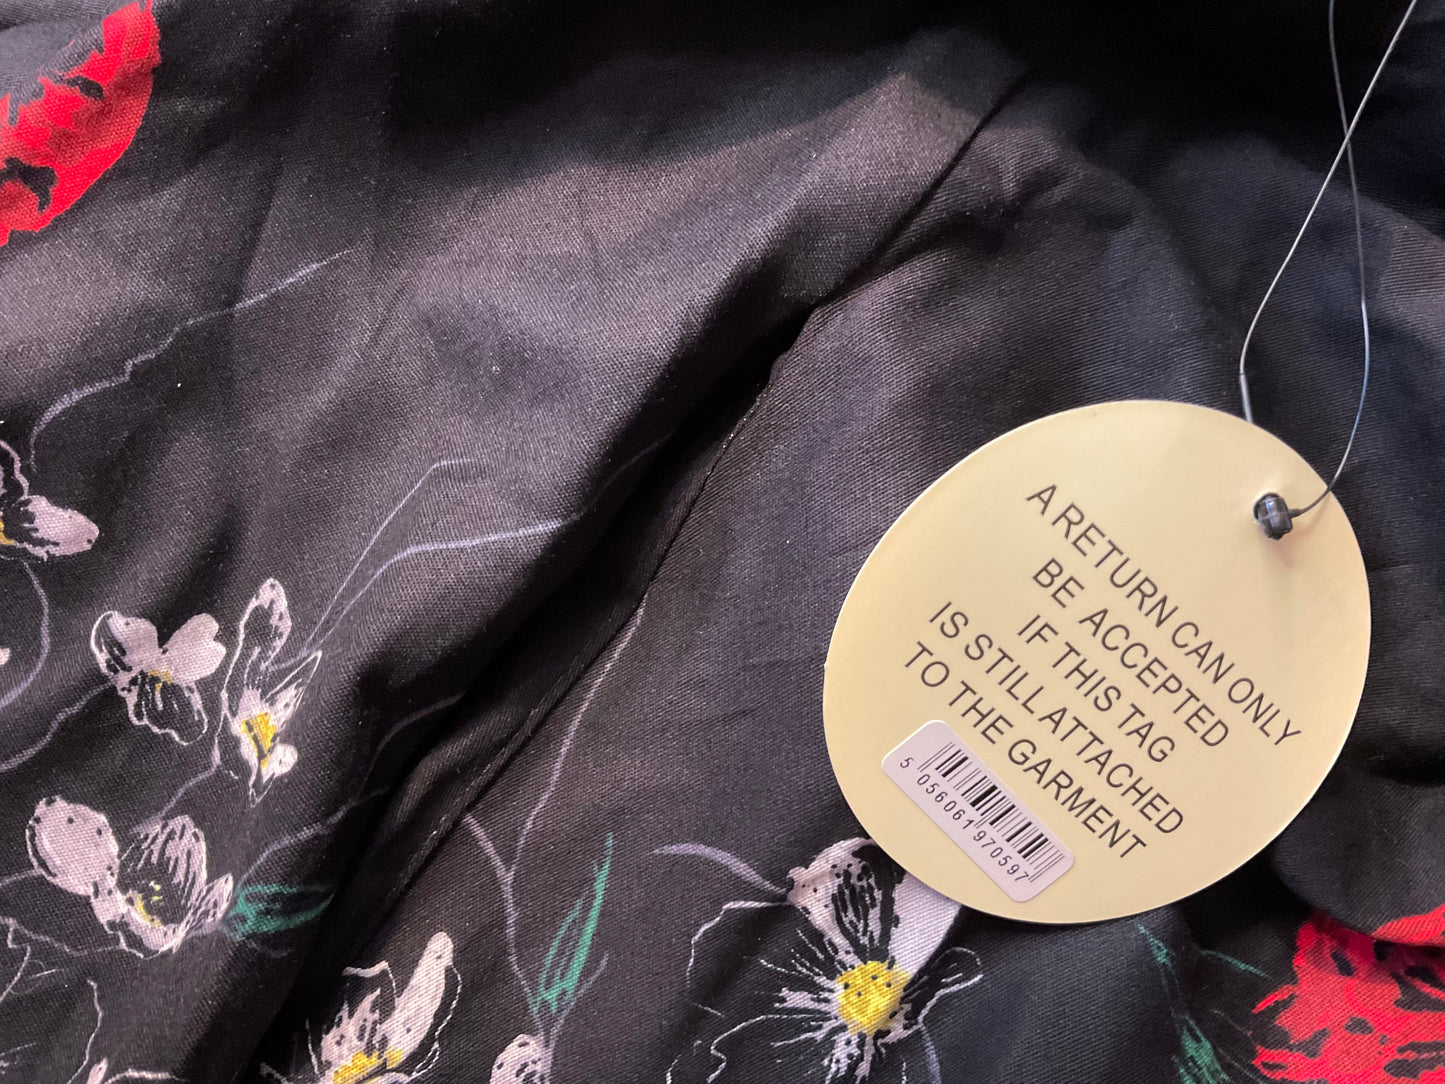 A RETURN CAN ONLY
BE ACCEPTED
IF THIS TAG
IS STILL ATTACHED
TO THE GARMENT
5 056061 970597